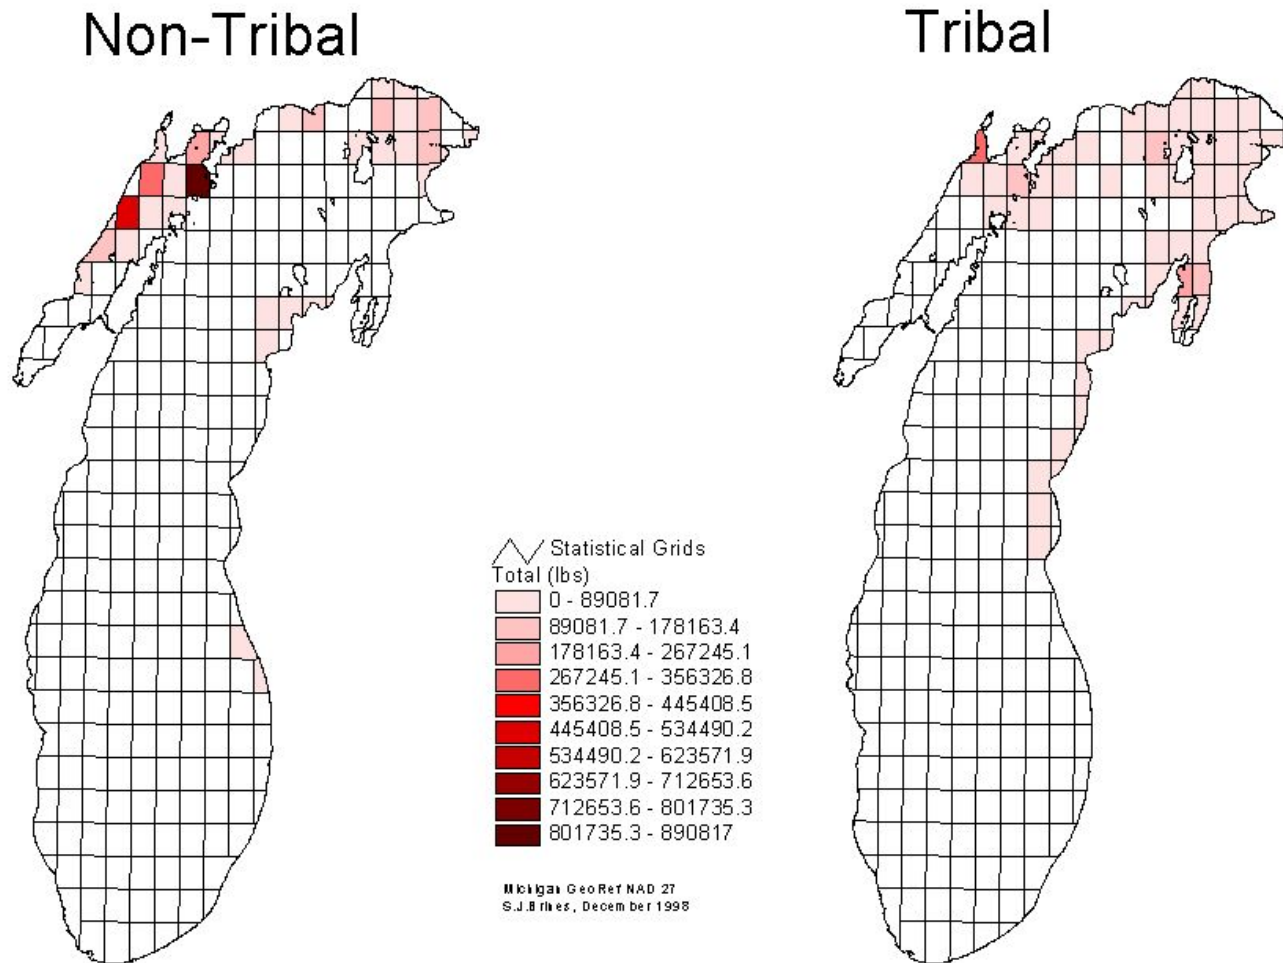 Non-Tribal
Tribal
Statistical Grids
Total (lbs)
0 - 89081.7
89081.7 - 178163.4
178163.4 - 267245.1
267245.1 - 356326.8
356326.8 - 445408.5
445408.5 - 534490.2
534490.2 - 623571.9
623571.9 - 712653.6
712653.6 - 801735.3
801735.3 - 890817
Michigan GeoRef NAD 27
S.J.Brines, December 1998